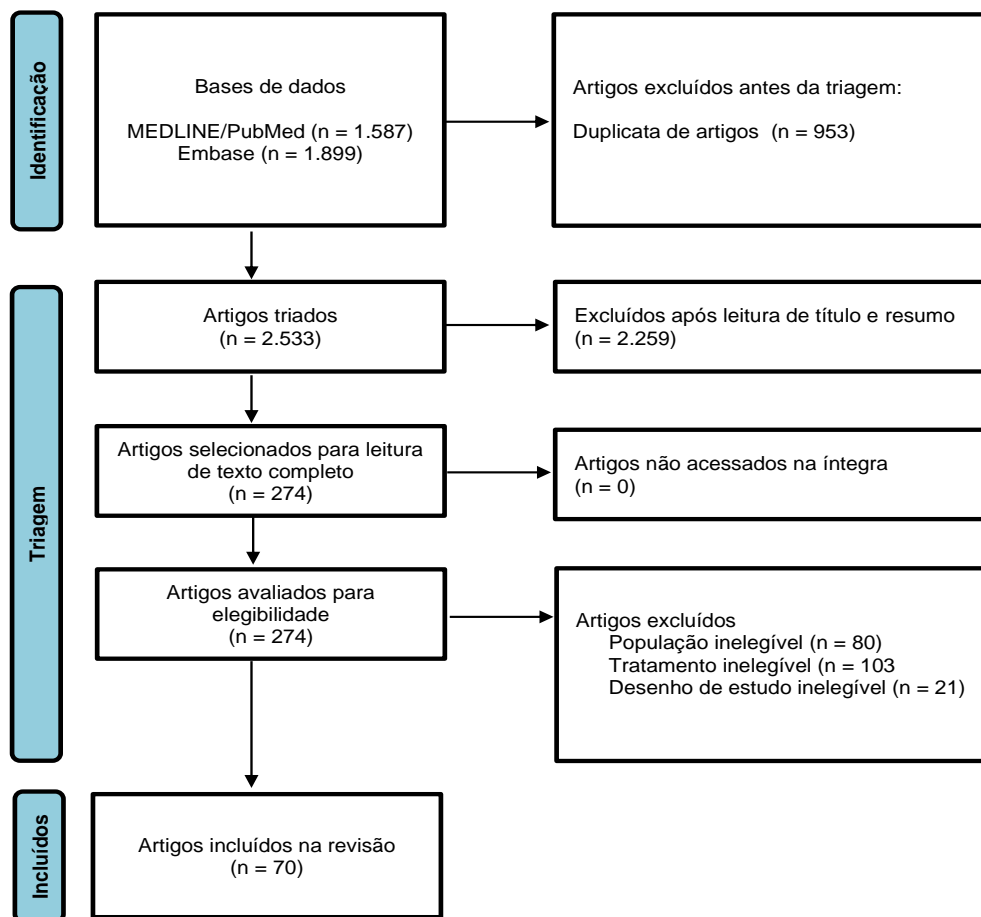 Identificação
Bases de dados
MEDLINE/PubMed (n = 1.587)
Embase (n = 1.899)
Artigos excluídos antes da triagem:
Duplicata de artigos (n = 953)
Triagem
Artigos triados
(n = 2.533)
Excluídos após leitura de título e resumo
(n = 2.259)
Artigos selecionados para leitura
de texto completo
(n = 274)
Artigos não acessados na íntegra
(n = 0)
Artigos avaliados para
elegibilidade
(n = 274)
Artigos excluídos
População inelegível (n = 80)
Tratamento inelegível (n = 103
Desenho de estudo inelegível (n = 21)
Incluídos
Artigos incluídos na revisão
(n = 70)